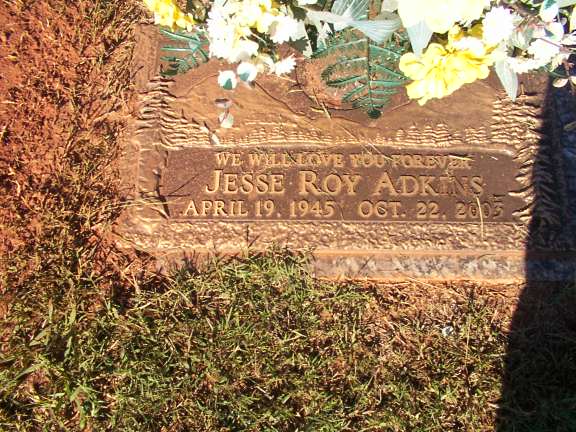 WE WILL LOVE YOU FOREVER
JESSE ROY ADKINS
APRIL 19, 1945 OCT. 22, 2005